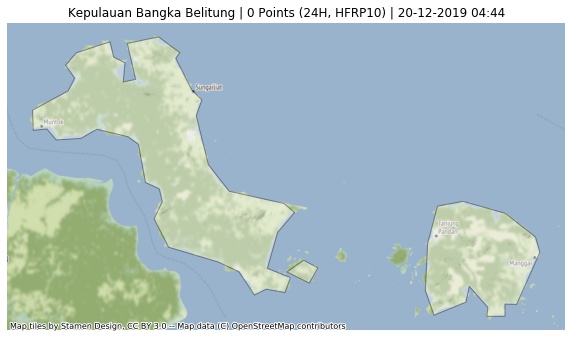 Kepulauan Bangka Belitung | 0 Points (24H, HFRP10) | 20-12-2019 04:44
Sungailiat
Muntok
Tanjung
Pandan
Manggar
Map tiles by Stamen Design, CC BY 3.0 -- Map data (C) OpenStreetMap contributors